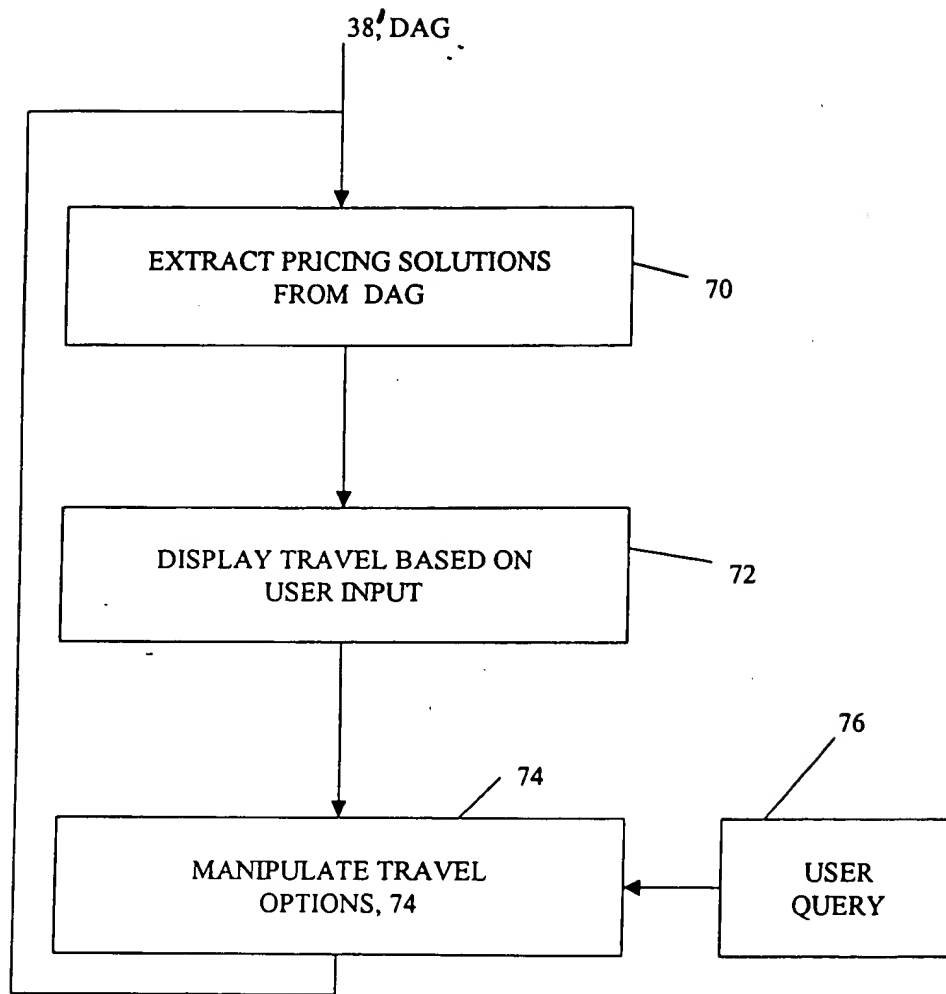 38', DAG
EXTRACT PRICING SOLUTIONS
FROM DAG
70
DISPLAY TRAVEL BASED ON
USER INPUT
72
76
74
MANIPULATE TRAVEL
OPTIONS, 74
USER
QUERY